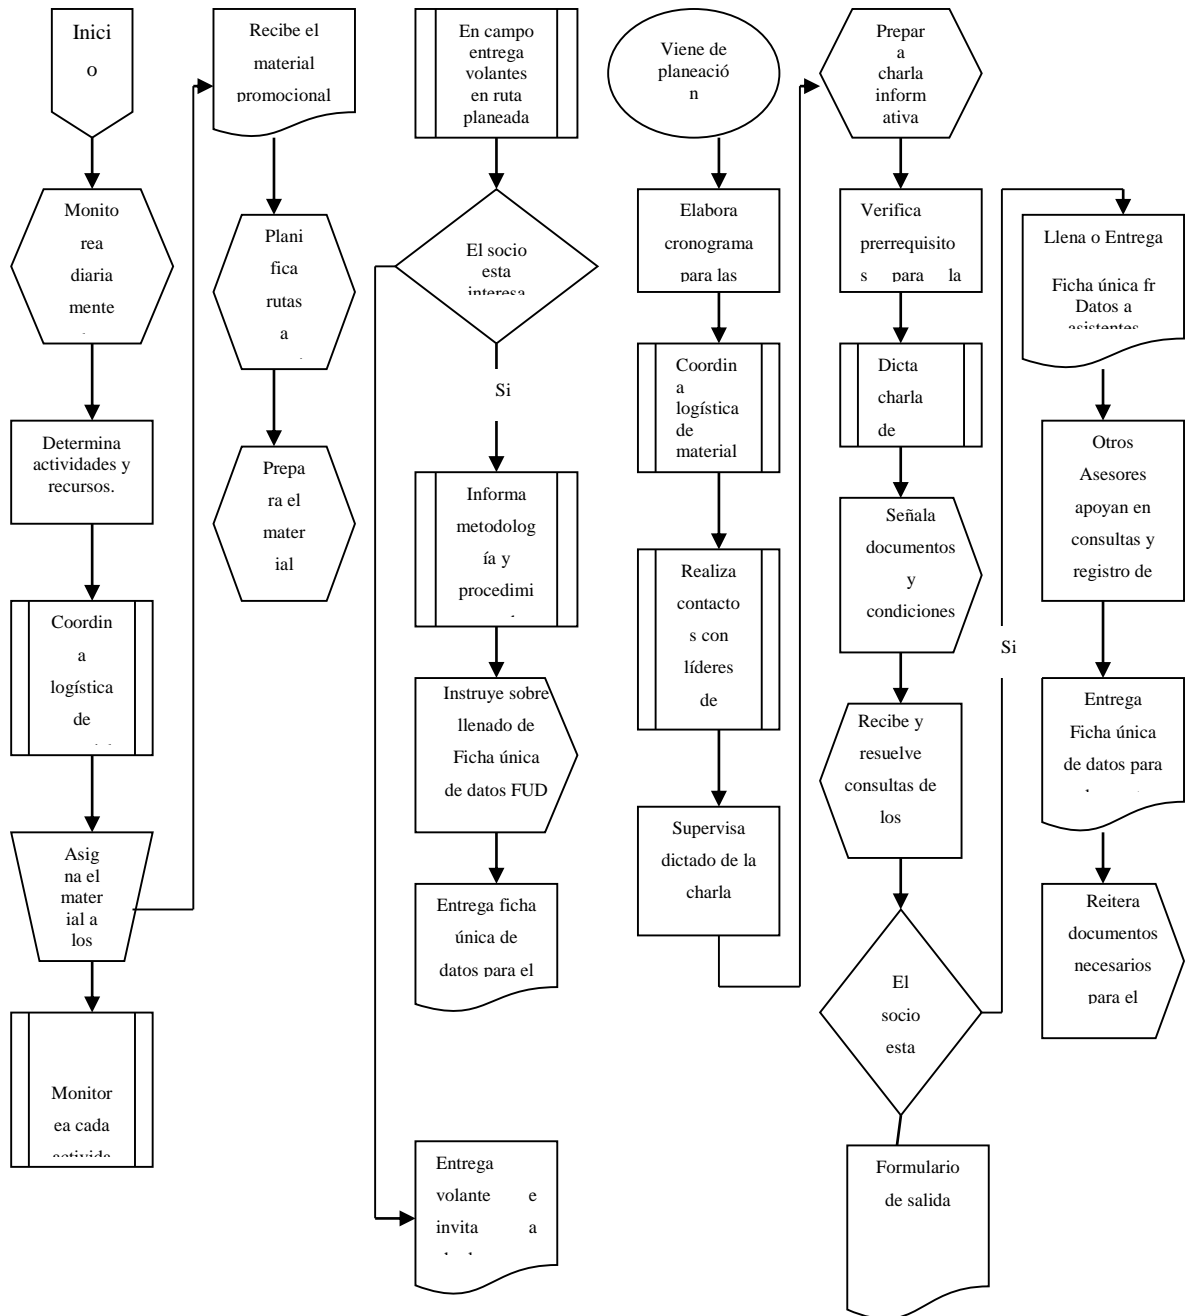 Inici
o
Monito
rea
diaria
mente
Determina
actividades y
recursos.
Coordin
a
logística
de
Asig
na el
mater
ial a
los
Monitor
ea cada
activida
Recibe el
material
promocional
Plani
fica
rutas
a
Prepa
ra el
mater
ial
En campo
entrega
volantes
en ruta
planeada
El socio
esta
interesa
Si
Informa
metodolog
ía y
procedimi
Instruye sobre
llenado de
Ficha única
de datos FUD
Entrega ficha
única de
datos para el
Entrega
volante e
invita a
Viene de
planeació
n
Elabora
cronograma
para las
Coordin
a
logística
de
material
Realiza
contacto
s con
líderes
de
Supervisa
dictado de la
charla
Prepar
a
charla
inform
ativa
Verifica
prerrequisito
s para la
Dicta
charla
de
Señala
documentos
y
condiciones
Recibe y
resuelve
consultas de
los
El
socio
esta
Formulario
de salida
Si
Llena o Entrega
Ficha única fr
Datos a
asistentes
Otros
Asesores
apoyan en
consultas y
registro de
Entrega
Ficha única
de datos para
Reitera
documentos
necesarios
para el